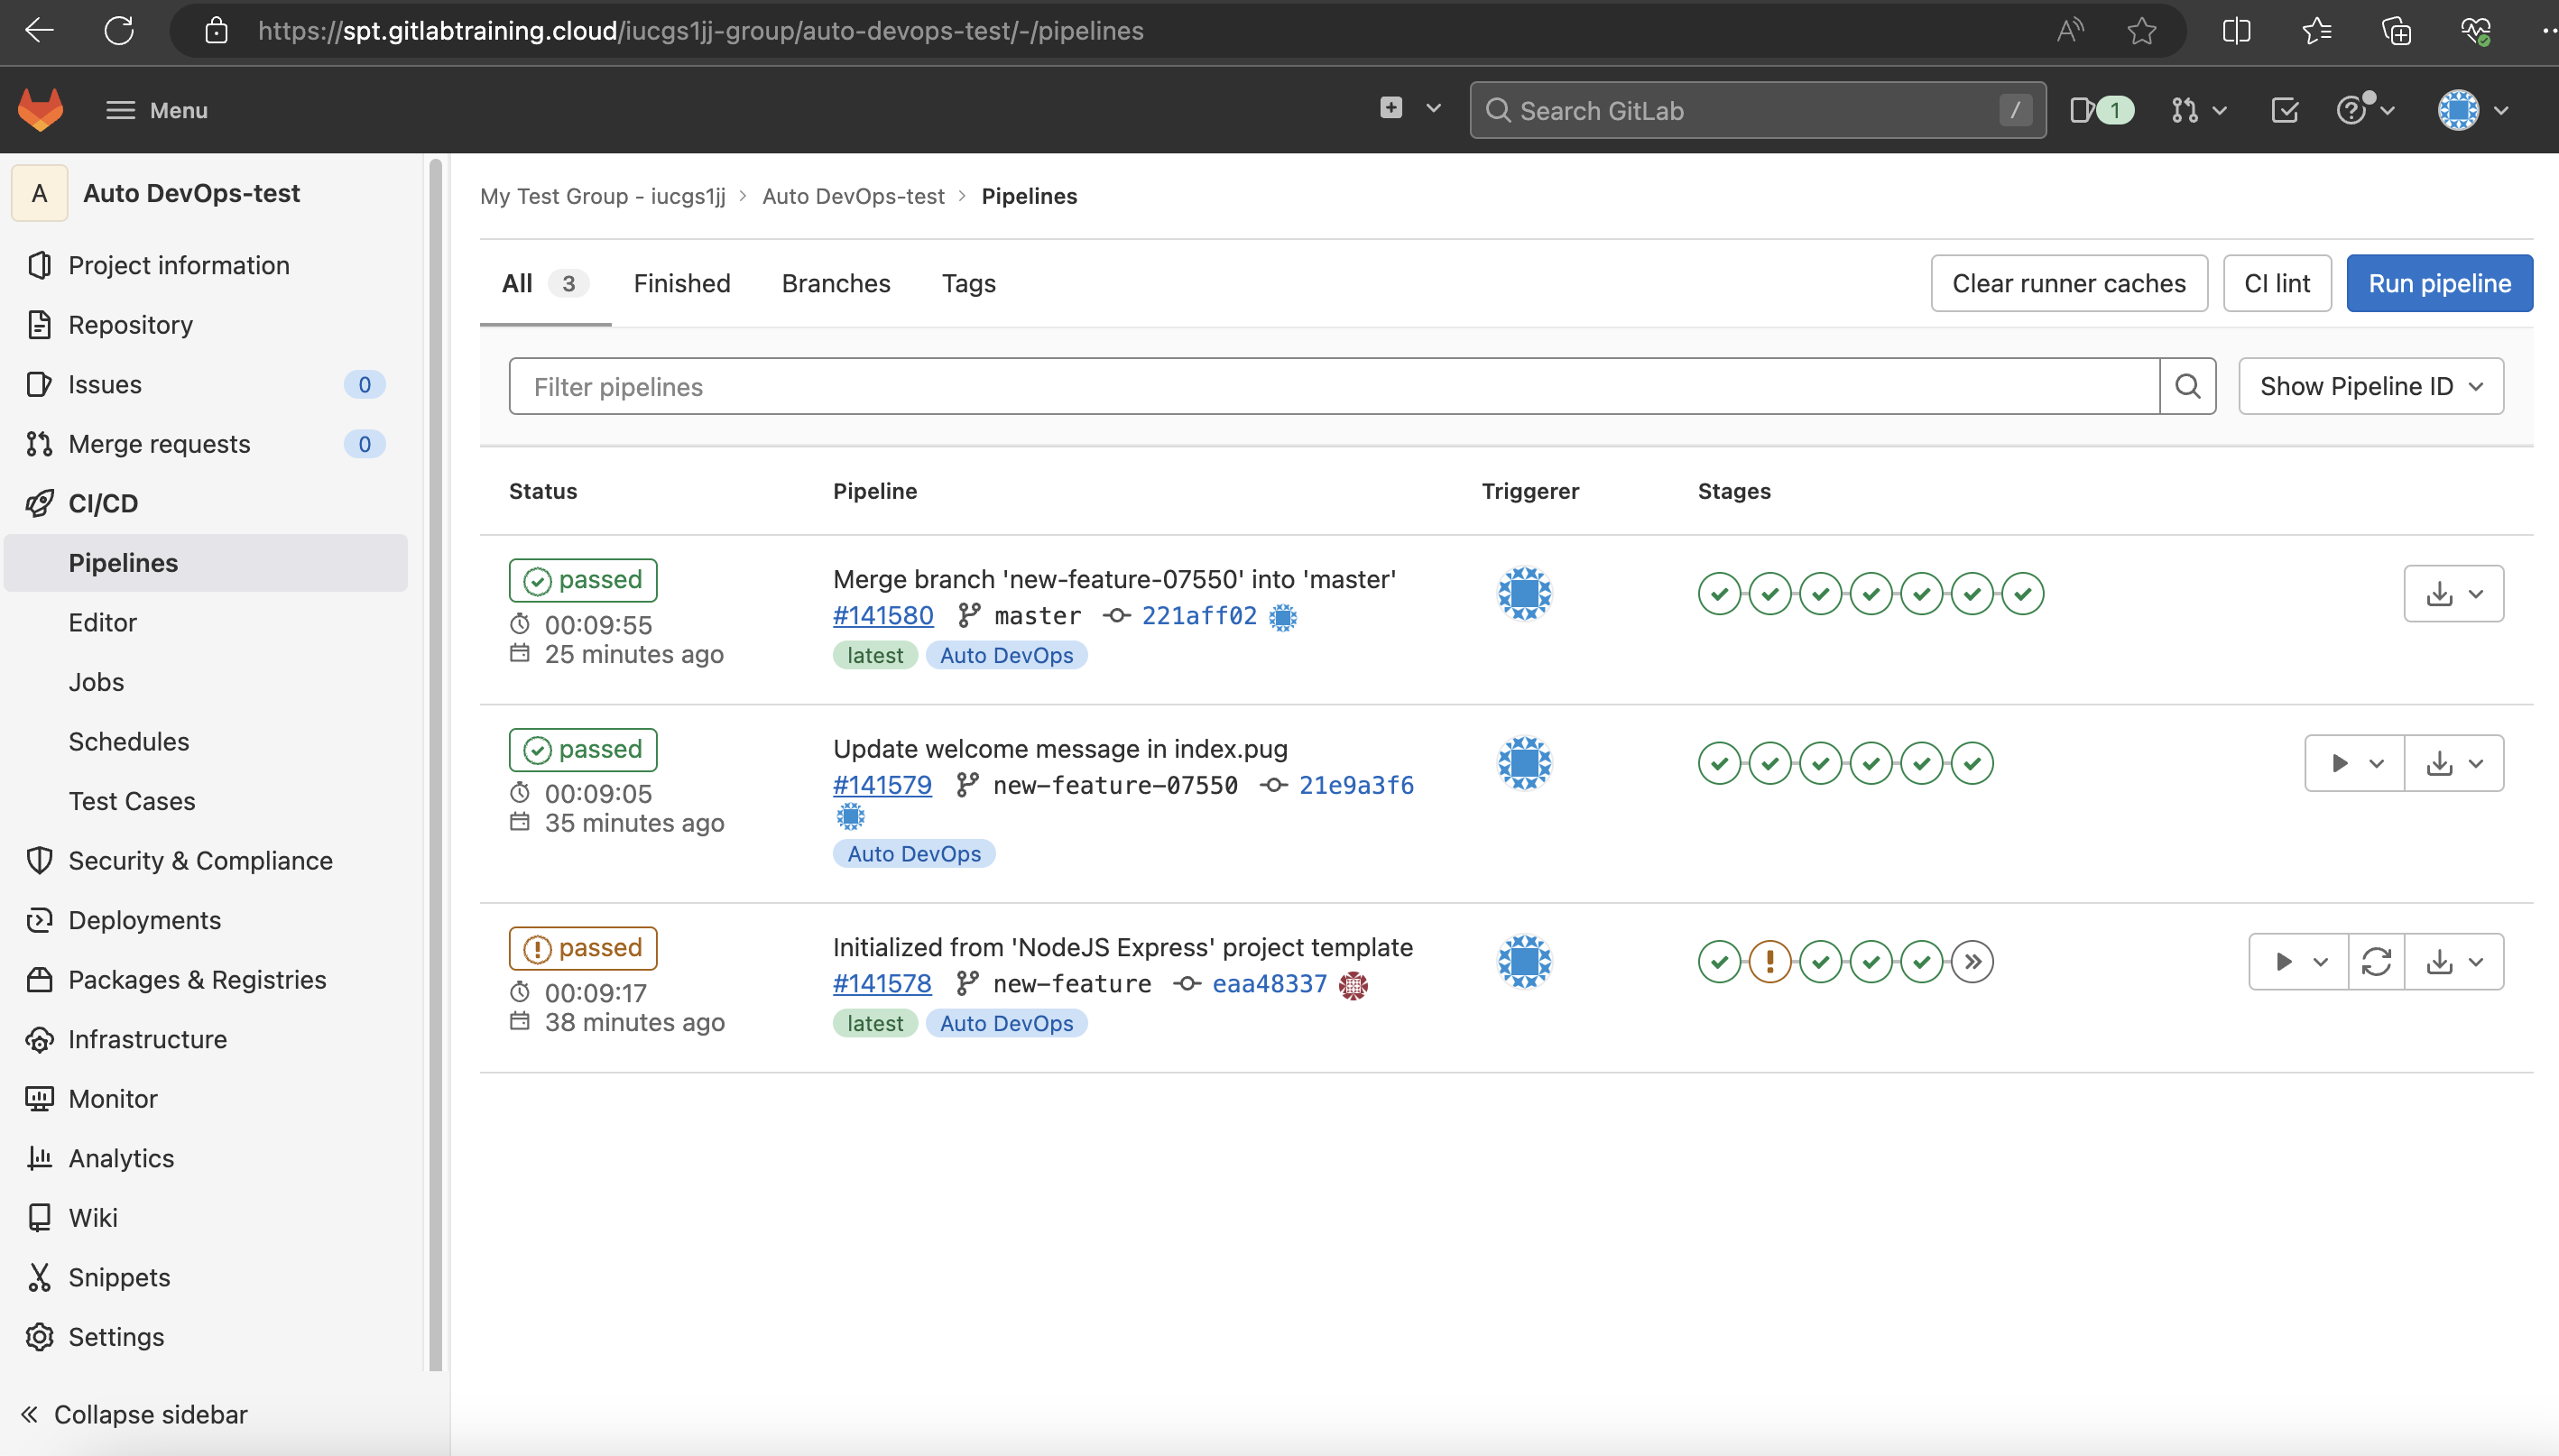 https://spt.gitlabtraining.cloud/iucgs1jj-group/auto-devops-test/-/pipelines
Menu
Search GitLab
/
1
A
Auto DevOps-test
Project information
Repository
Issues 0
Merge requests 0
CI/CD
Pipelines
Editor
Jobs
Schedules
Test Cases
Security & Compliance
Deployments
Packages & Registries
Infrastructure
Monitor
Analytics
Wiki
Snippets
Settings
Collapse sidebar
My Test Group - iucgs1jj > Auto DevOps-test > Pipelines
All 3 Finished Branches Tags
Clear runner caches CI lint Run pipeline
Filter pipelines
Show Pipeline ID
Status Pipeline Triggerer Stages
passed
00:09:55
25 minutes ago
Merge branch 'new-feature-07550' into 'master'
#141580 master 221aff02
latest Auto DevOps
passed
00:09:05
35 minutes ago
Update welcome message in index.pug
#141579 new-feature-07550 21e9a3f6
Auto DevOps
passed
00:09:17
38 minutes ago
Initialized from 'NodeJS Express' project template
#141578 new-feature eaa48337
latest Auto DevOps